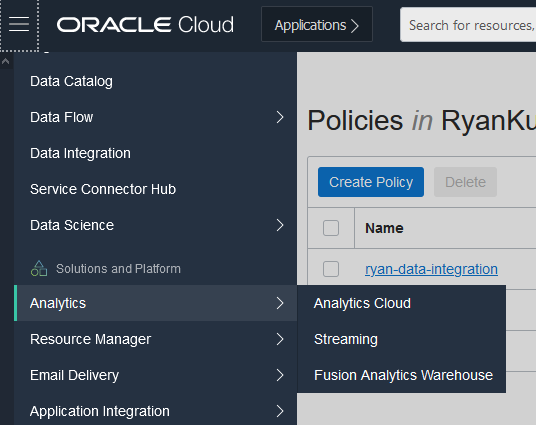 ORACLE Cloud
Applications
Search for resources,
Data Catalog
Data Flow
Data Integration
Service Connector Hub
Data Science
Solutions and Platform
Analytics
Resource Manager
Email Delivery
Application Integration
Analytics Cloud
Streaming
Fusion Analytics Warehouse
Policies in RyanKu
Create Policy
Delete
Name
ryan-data-integration